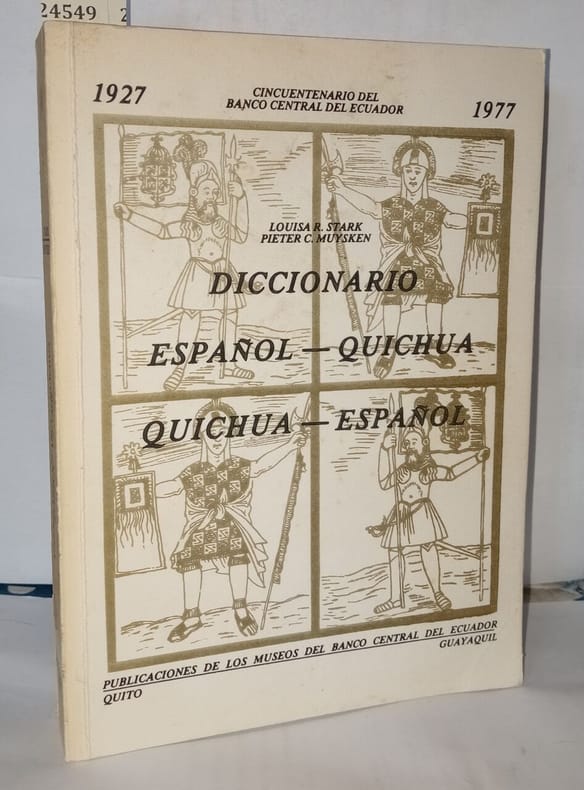 24549 2
1927
CINCUENTENARIO DEL
BANCO CENTRAL DEL ECUADOR
1977
LOUISA R. STARK
PIETER C. MUYSKEN
DICCIONARIO
ESPAÑOL — QUICHUA
QUICHUA — ESPAÑOL
PUBLICACIONES DE LOS MUSEOS DEL BANCO CENTRAL DEL ECUADOR
QUITO
GUAYAQUIL